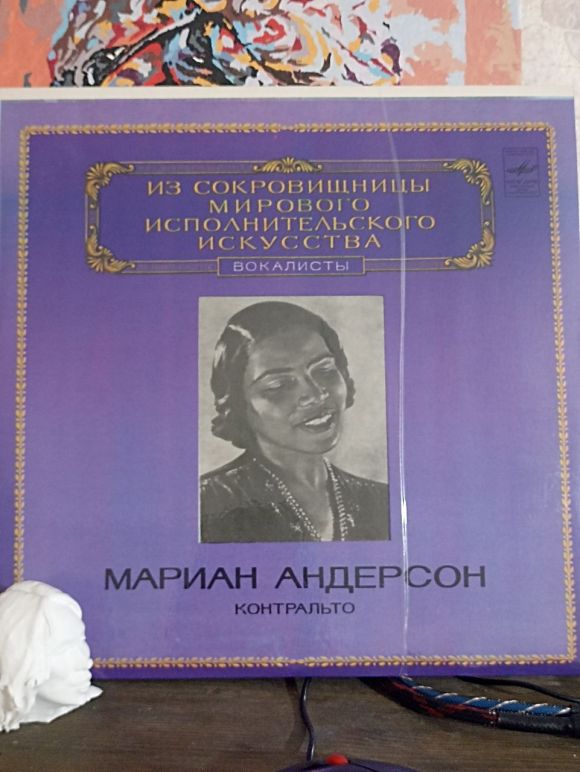 ИЗ СОКРОВИЩНИЦЫ
МИРОВОГО
ИСПОЛНИТЕЛЬСКОГО
ИСКУССТВА
ВОКАЛИСТЫ
МАРИАН АНДЕРСОН
КОНТРАЛЬТО